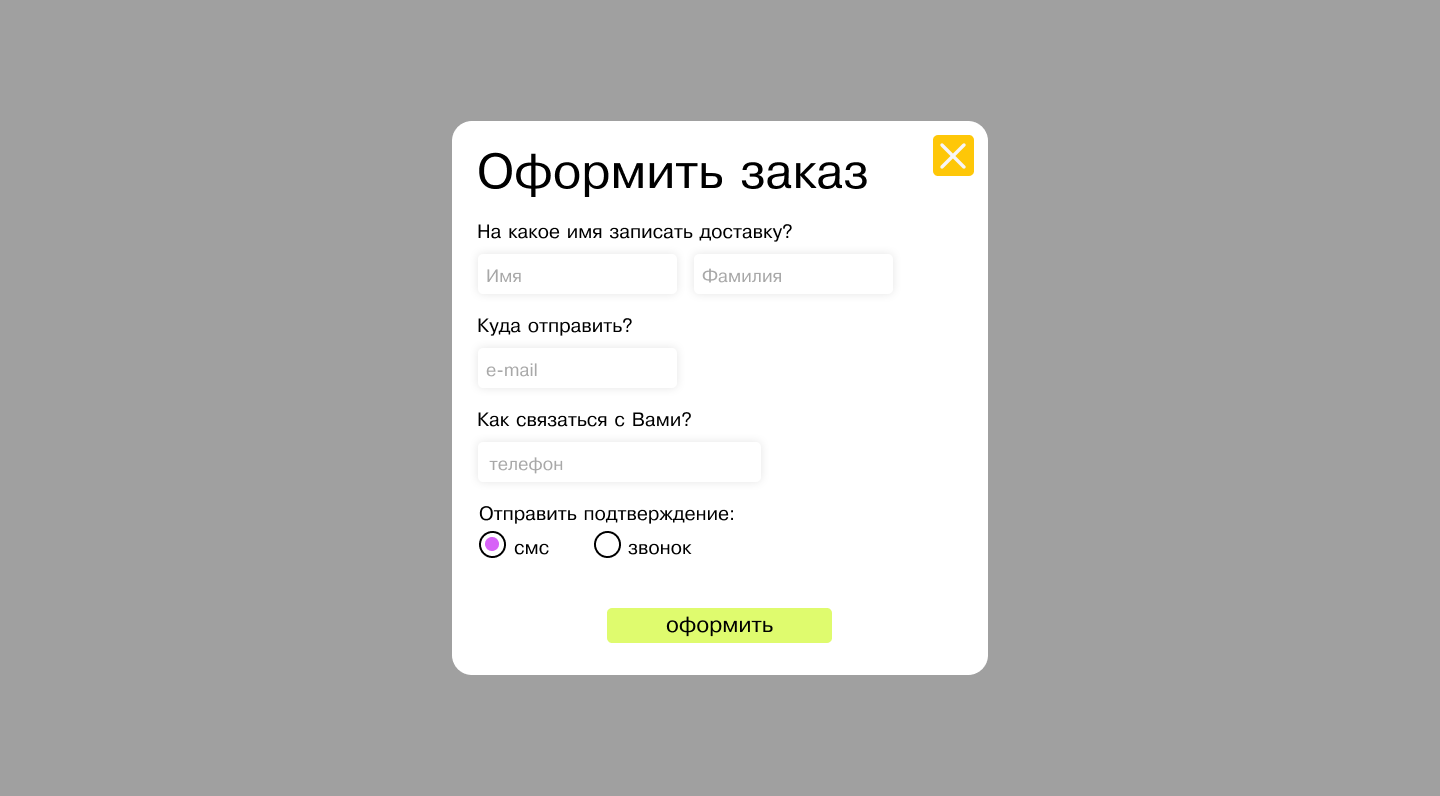 Оформить заказ
На какое имя записать доставку?
Имя Фамилия
Куда отправить?
e-mail
Как связаться с Вами?
телефон
Отправить подтверждение:
смс звонок
оформить